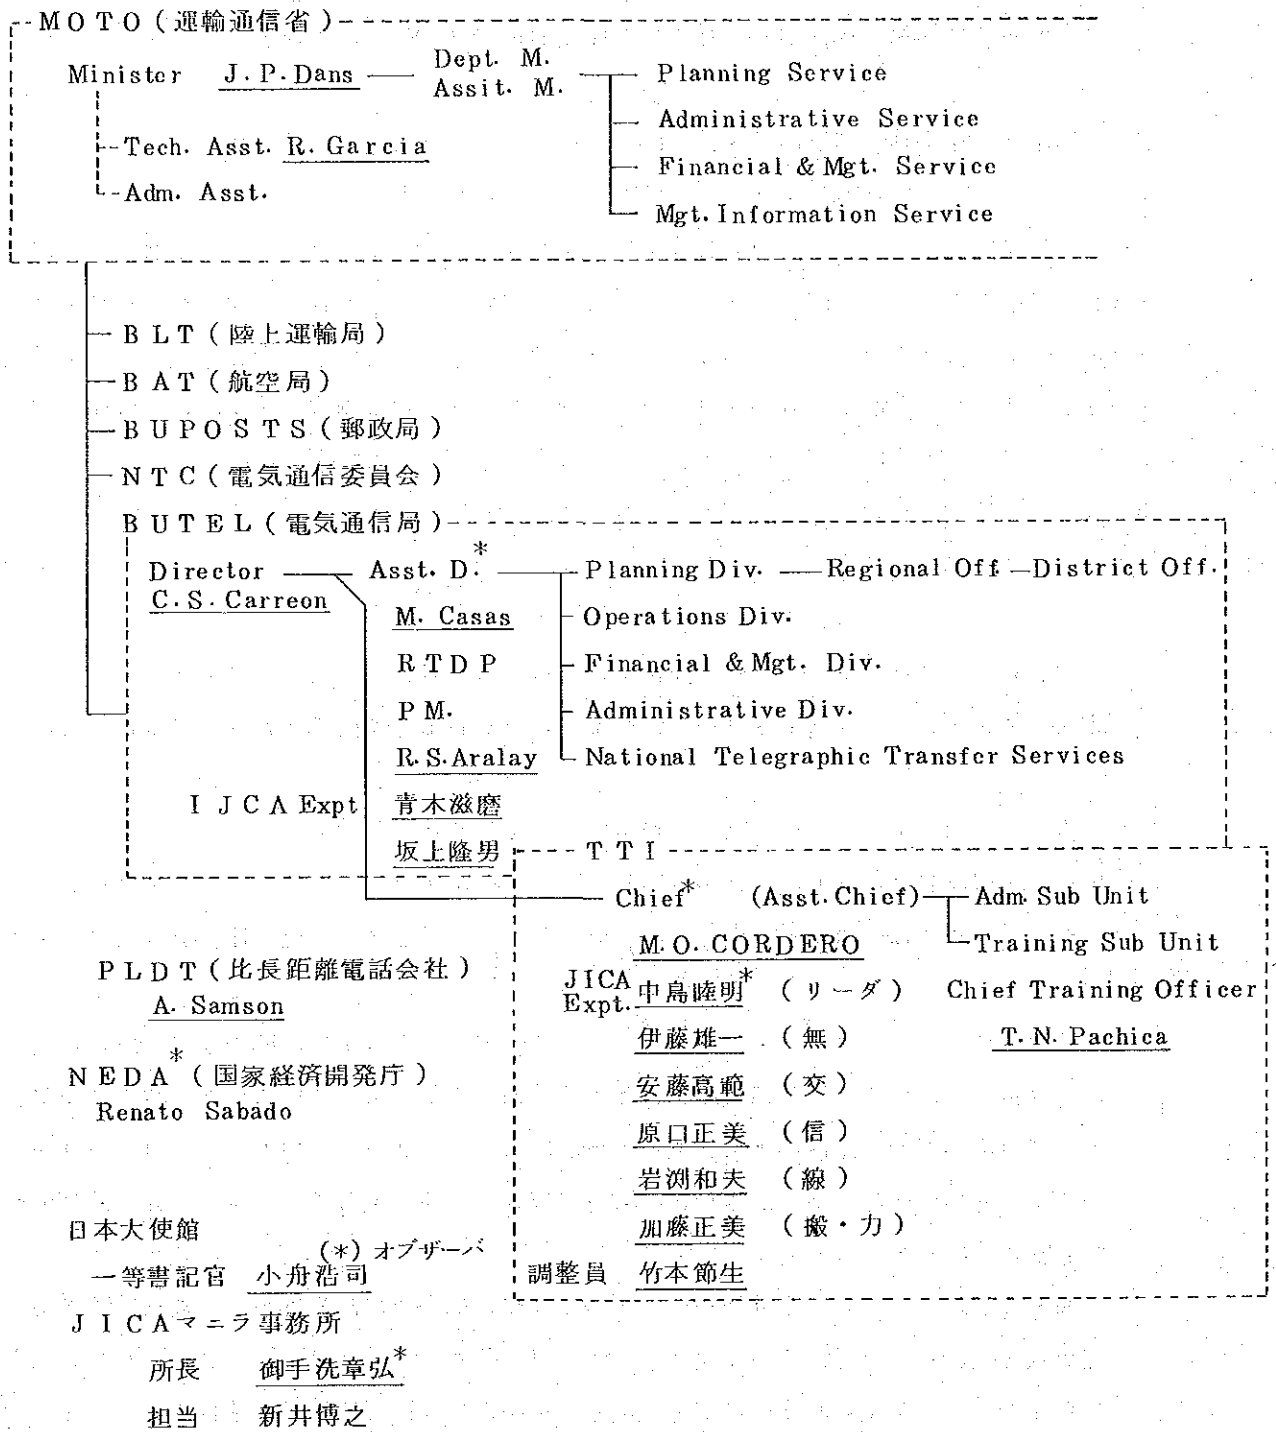 MOTO(運輸通信省)
Minister J.P.Dans Dept. M.
Assit. M. Planning Service
Administrative Service
Tech. Asst. R. Garcia
Financial & Mgt. Service
Adm. Asst.
Mgt. Information Service
BLT(陸上運輸局)
BAT(航空局)
BUPOSTS(郵政局)
NTC(電気通信委員会)
BUTEL(電気通信局)
Director Asst. D.* Planning Div. Regional Off. District Off.
C.S.Carreon
M. Casas Operations Div.
RTDP Financial & Mgt. Div.
PM. Administrative Div.
R.S.Aralay National Telegraphic Transfer Services
IJCA Expt 青木滋麿
坂上隆男
TTI
Chief* (Asst.Chief) Adm. Sub Unit
M.O.CORDERO Training Sub Unit
PLDT(比長距離電話会社)
A. Samson
JICA
Expt. 中島睦明* (リーダ) Chief Training Officer
伊藤雄一 (無) T.N.Pachica
NEDA*(国家経済開発庁)
Renato Sabado
安藤高範 (交)
原口正美 (信)
岩渕和夫 (線)
加藤正美 (搬・力)
調整員 竹本節生
日本大使館
(*)オブザーバ
一等書記官 小舟浩司
JICAマニラ事務所
所長 御手洗章弘*
担当 新井博之